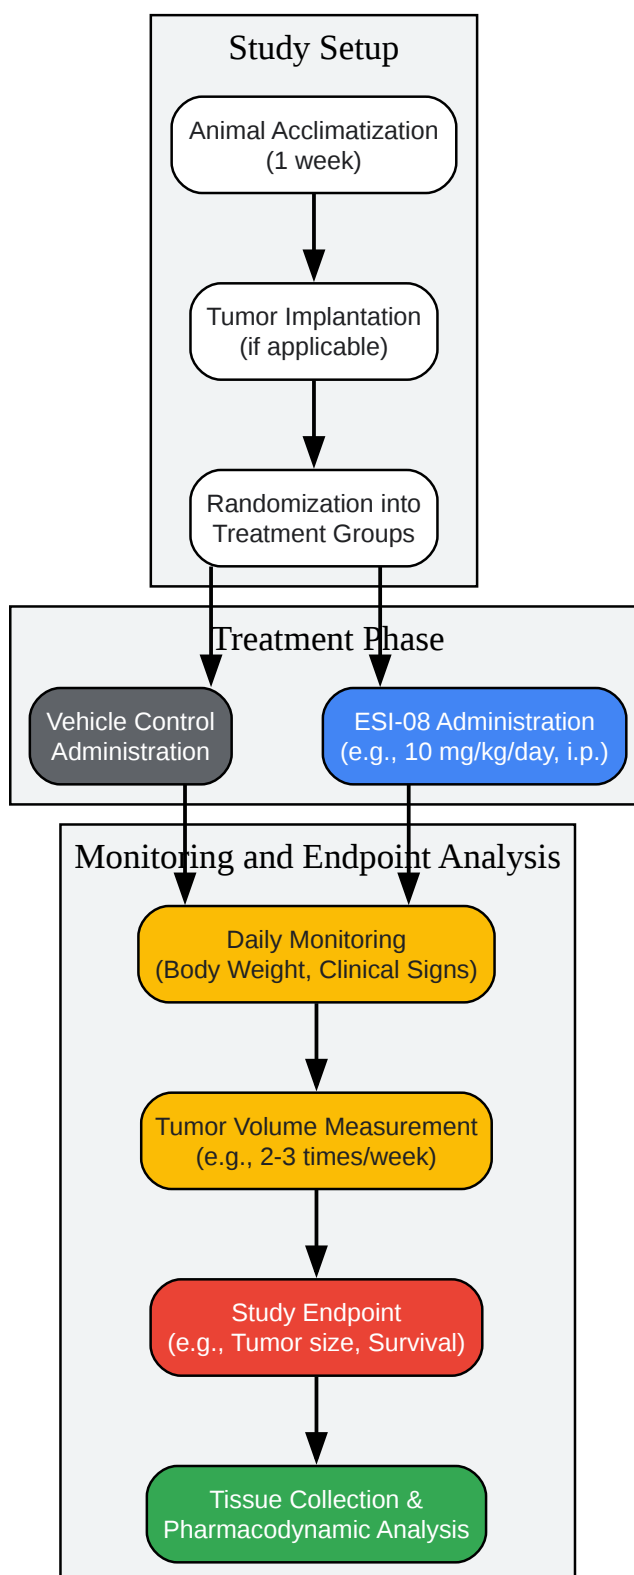 Study Setup
Animal Acclimatization
(1 week)
Tumor Implantation
(if applicable)
Randomization into
Treatment Groups
Treatment Phase
Vehicle Control
Administration
ESI-08 Administration
(e.g., 10 mg/kg/day, i.p.)
Monitoring and Endpoint Analysis
Daily Monitoring
(Body Weight, Clinical Signs)
Tumor Volume Measurement
(e.g., 2-3 times/week)
Study Endpoint
(e.g., Tumor size, Survival)
Tissue Collection &
Pharmacodynamic Analysis